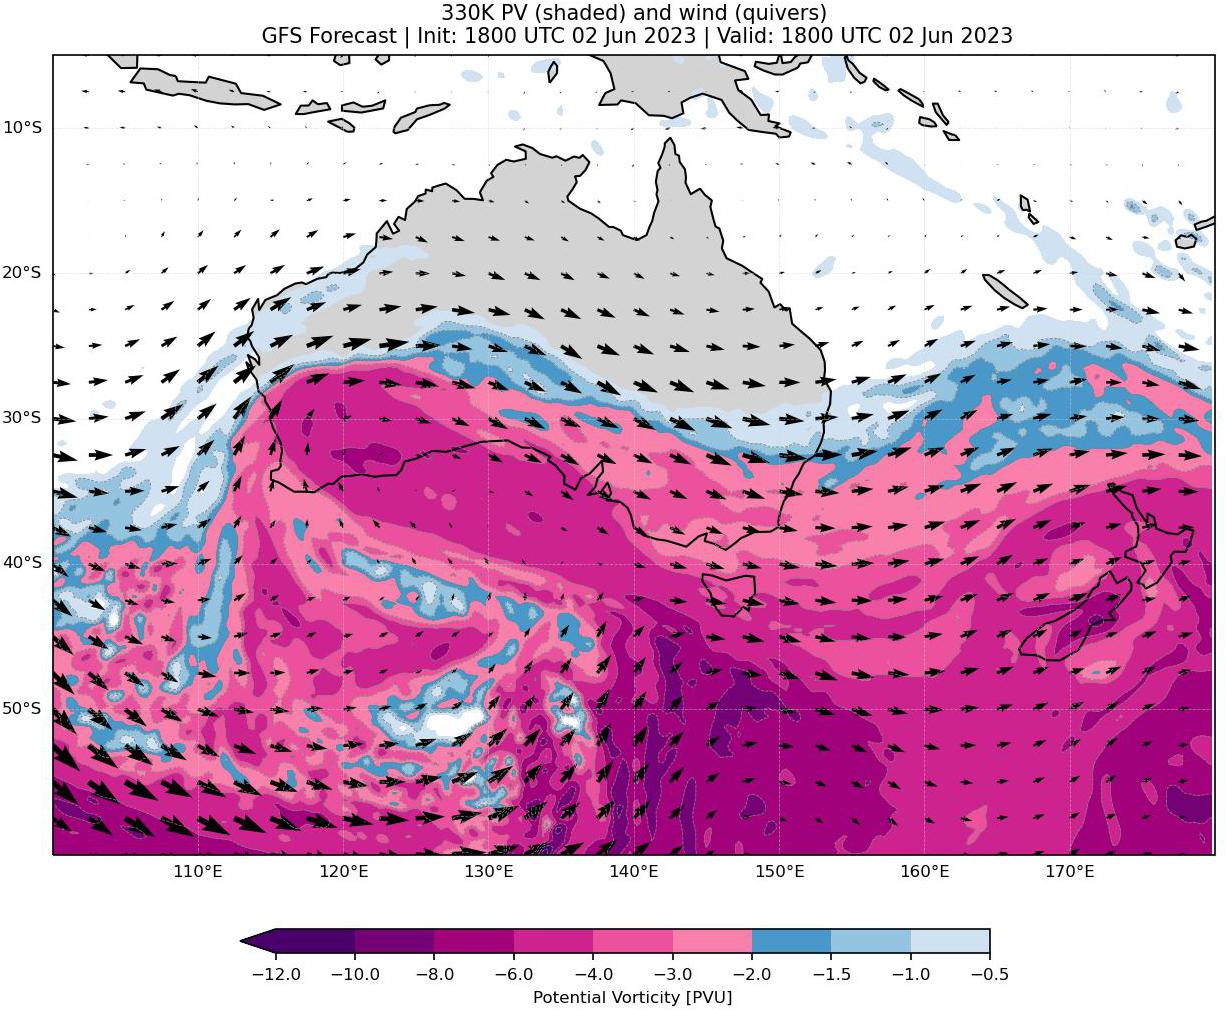 330K PV (shaded) and wind (quivers)
GFS Forecast | Init: 1800 UTC 02 Jun 2023 | Valid: 1800 UTC 02 Jun 2023
10°S
20°S
30°S
40°S
50°S
110°E 120°E 130°E 140°E 150°E 160°E 170°E
−12.0 −10.0 −8.0 −6.0 −4.0 −3.0 −2.0 −1.5 −1.0 −0.5
Potential Vorticity [PVU]